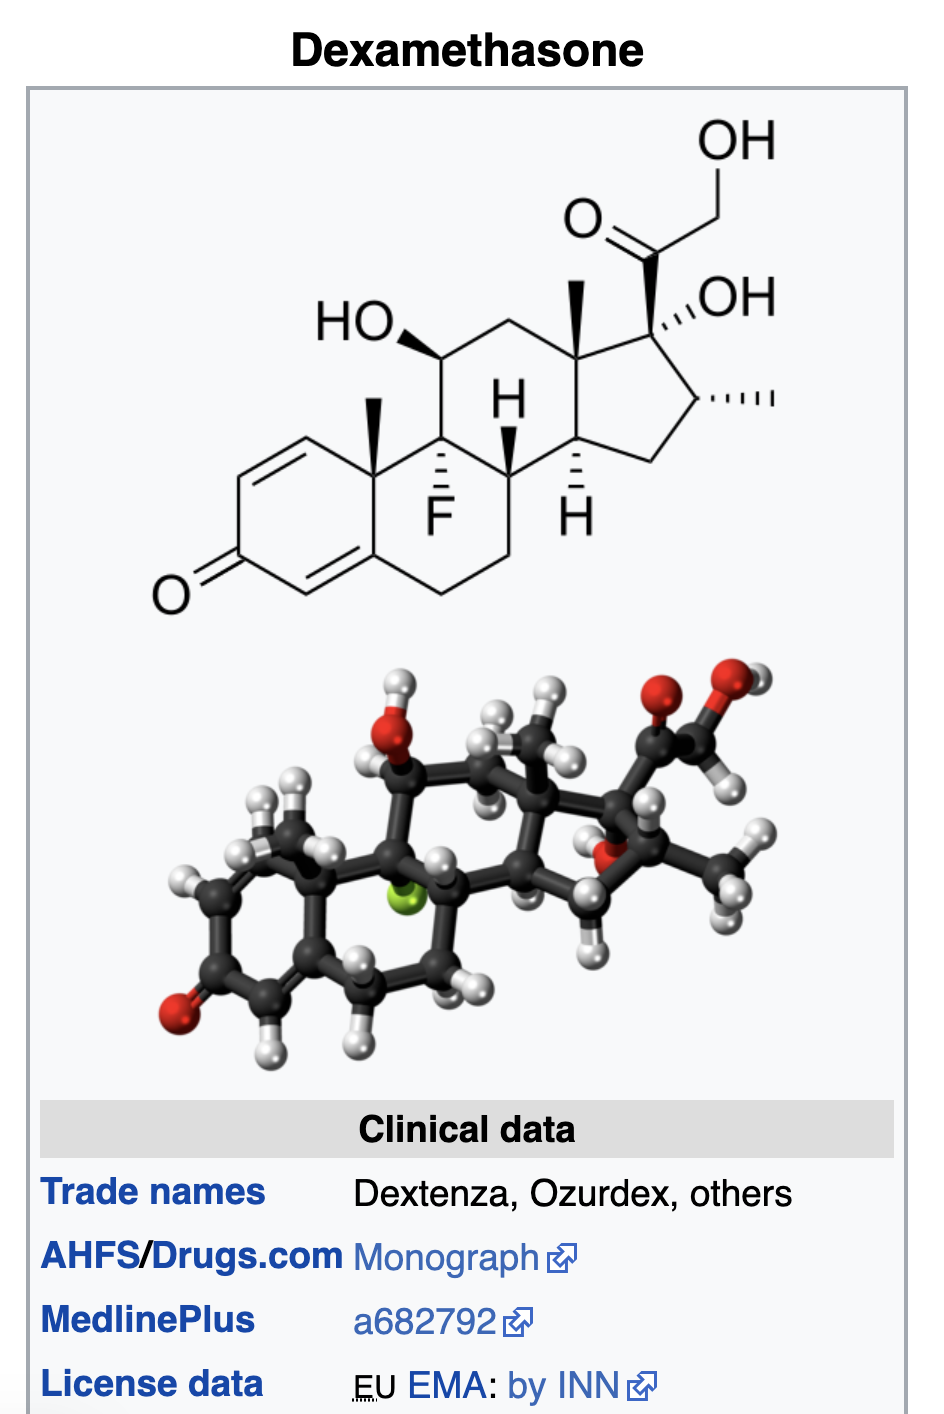 Dexamethasone
OH
O
OH
HO
H
F
H
O
Clinical data
Trade names Dextenza, Ozurdex, others
AHFS/Drugs.com Monograph
MedlinePlus a682792
License data EU EMA: by INN